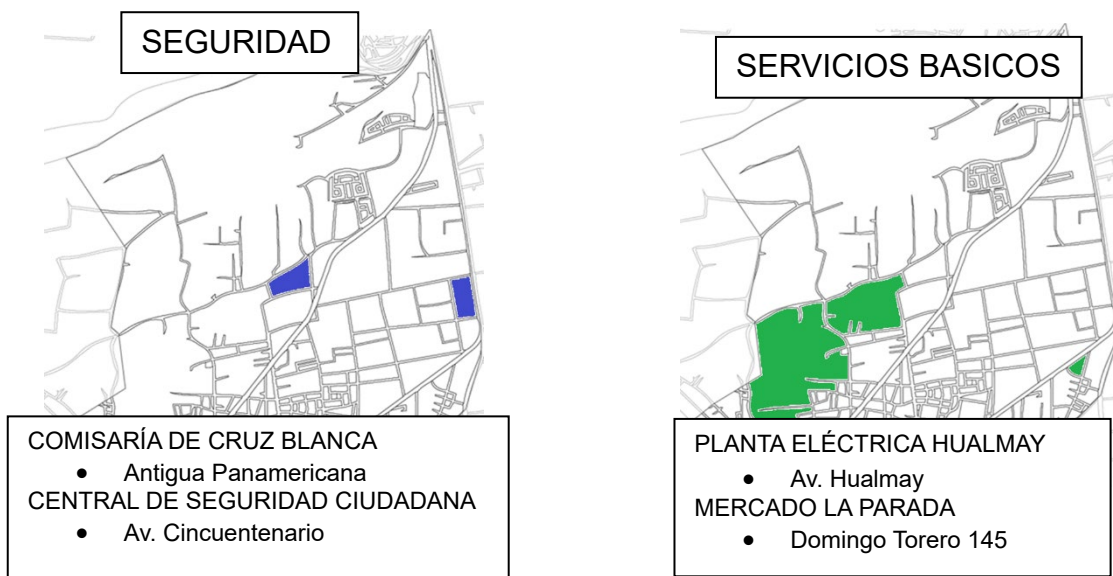 SEGURIDAD
COMISARÍA DE CRUZ BLANCA
• Antigua Panamericana
CENTRAL DE SEGURIDAD CIUDADANA
• Av. Cincuentenario
SERVICIOS BASICOS
PLANTA ELÉCTRICA HUALMAY
• Av. Hualmay
MERCADO LA PARADA
• Domingo Torero 145